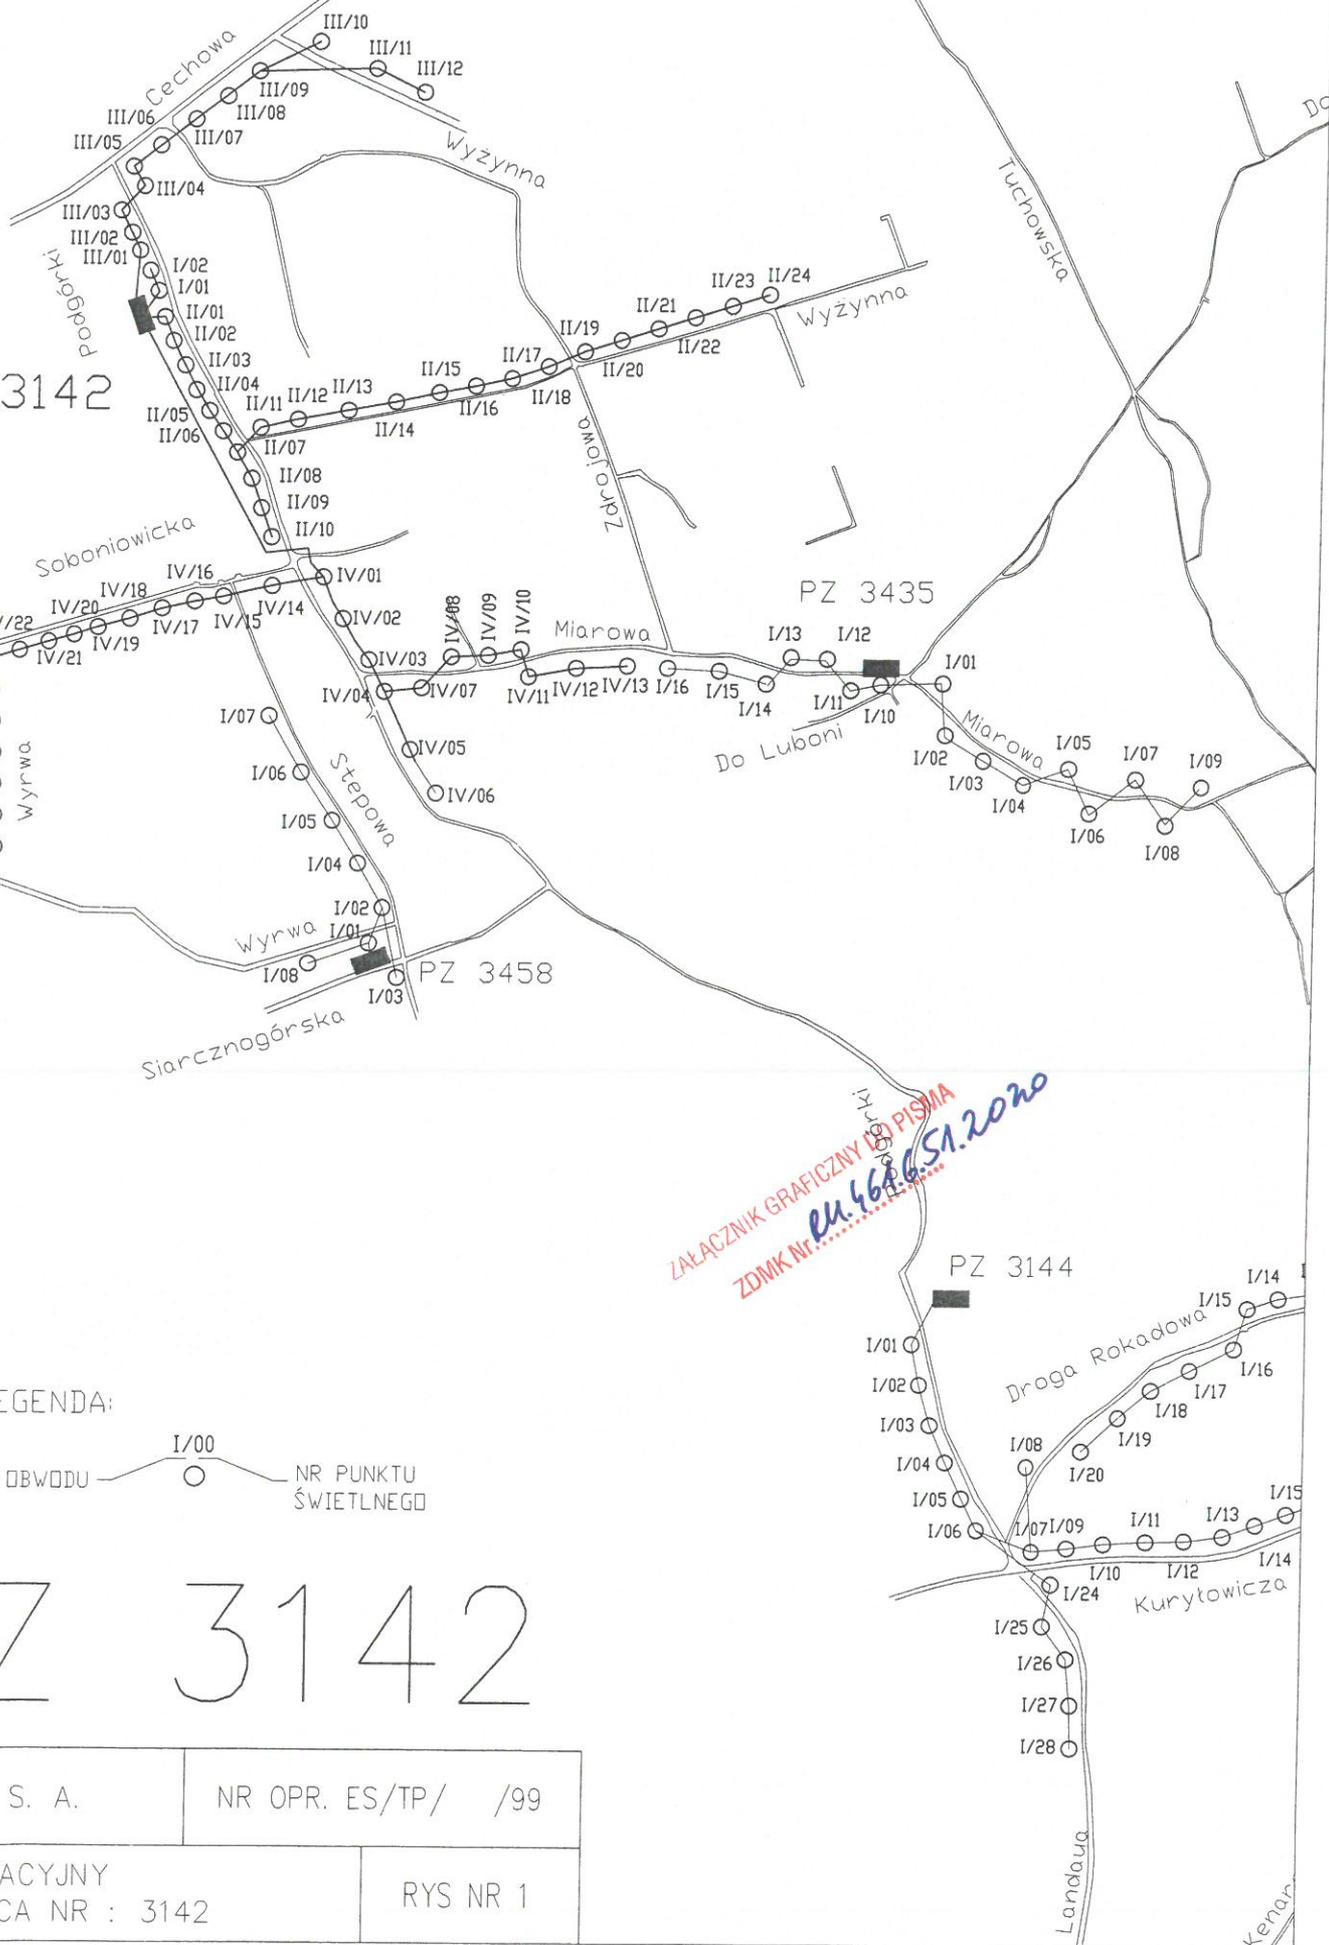 III/10
III/11
III/12
Cechowa
III/09
III/08
III/06
III/07
III/05
Wyżynna
III/04
III/03
III/02
III/01
Podgórki
I/02
I/01
II/01
II/02
II/03
II/04
3142
II/05
II/06
II/11
II/12
II/13
II/14
II/15
II/16
II/17
II/18
II/19
II/20
II/21
II/22
II/23
II/24
Wyżynna
Tuchowska
Do
II/07
II/08
II/09
II/10
Zdrojowa
Soboniowicka
/22
IV/21
IV/20
IV/19
IV/18
IV/17
IV/16
IV/15
IV/14
IV/01
IV/02
IV/03
IV/04
IV/07
IV/08
IV/09
IV/10
IV/11
IV/12
IV/13
Miarowa
I/16
I/15
I/14
I/13
I/12
I/11
I/10
PZ 3435
I/01
Do Luboni
I/02
I/03
I/04
Miarowa
I/05
I/06
I/07
I/08
I/09
IV/05
IV/06
Wyrwa
I/07
I/06
I/05
I/04
Stepowa
I/02
I/01
Wyrwa
I/08
I/03
PZ 3458
Siarcznogórska
Podgórki
ZAŁĄCZNIK GRAFICZNY DO PISMA
ZDMK Nr RU.461.6.51.2020
PZ 3144
I/01
I/02
I/03
I/04
I/05
I/06
Droga Rokadowa
I/14
I/15
I/16
I/17
I/18
I/19
I/20
I/08
I/07
I/09
I/10
I/11
I/12
I/13
I/14
I/15
Kuryłowicza
I/24
I/25
I/26
I/27
I/28
Landaua
Kenar
EGENDA:
I/00
OBWODU
NR PUNKTU
ŚWIETLNEGO
Z 3142
S. A.
NR OPR. ES/TP/ /99
ACYJNY
CA NR : 3142
RYS NR 1